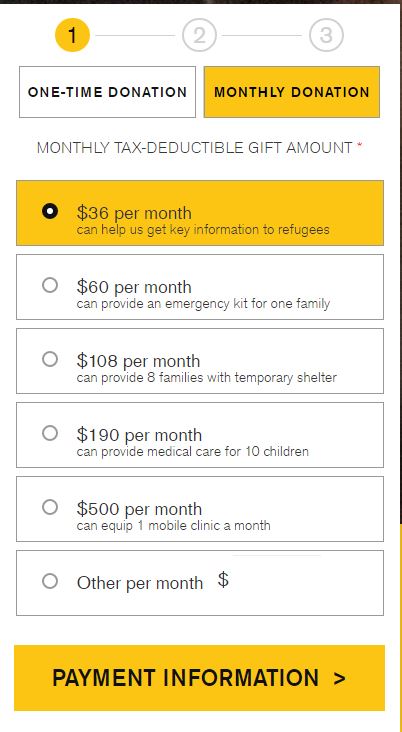 1 2 3
ONE-TIME DONATION MONTHLY DONATION
MONTHLY TAX-DEDUCTIBLE GIFT AMOUNT *
$36 per month
can help us get key information to refugees
$60 per month
can provide an emergency kit for one family
$108 per month
can provide 8 families with temporary shelter
$190 per month
can provide medical care for 10 children
$500 per month
can equip 1 mobile clinic a month
Other per month $
PAYMENT INFORMATION >